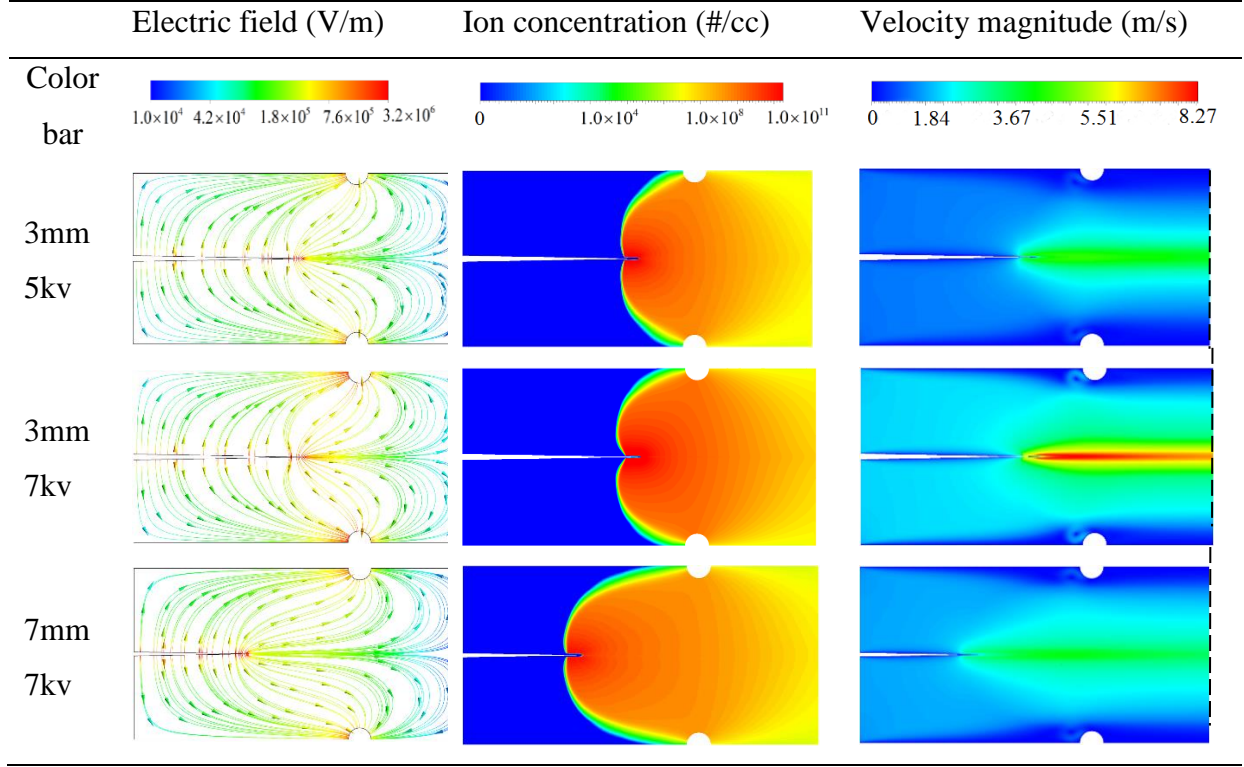 Electric field (V/m) Ion concentration (#/cc) Velocity magnitude (m/s)
Color
bar
1.0×10⁴ 4.2×10⁴ 1.8×10⁵ 7.6×10⁵ 3.2×10⁶
0 1.0×10⁴ 1.0×10⁸ 1.0×10¹¹
0 1.84 3.67 5.51 8.27
3mm
5kv
3mm
7kv
7mm
7kv